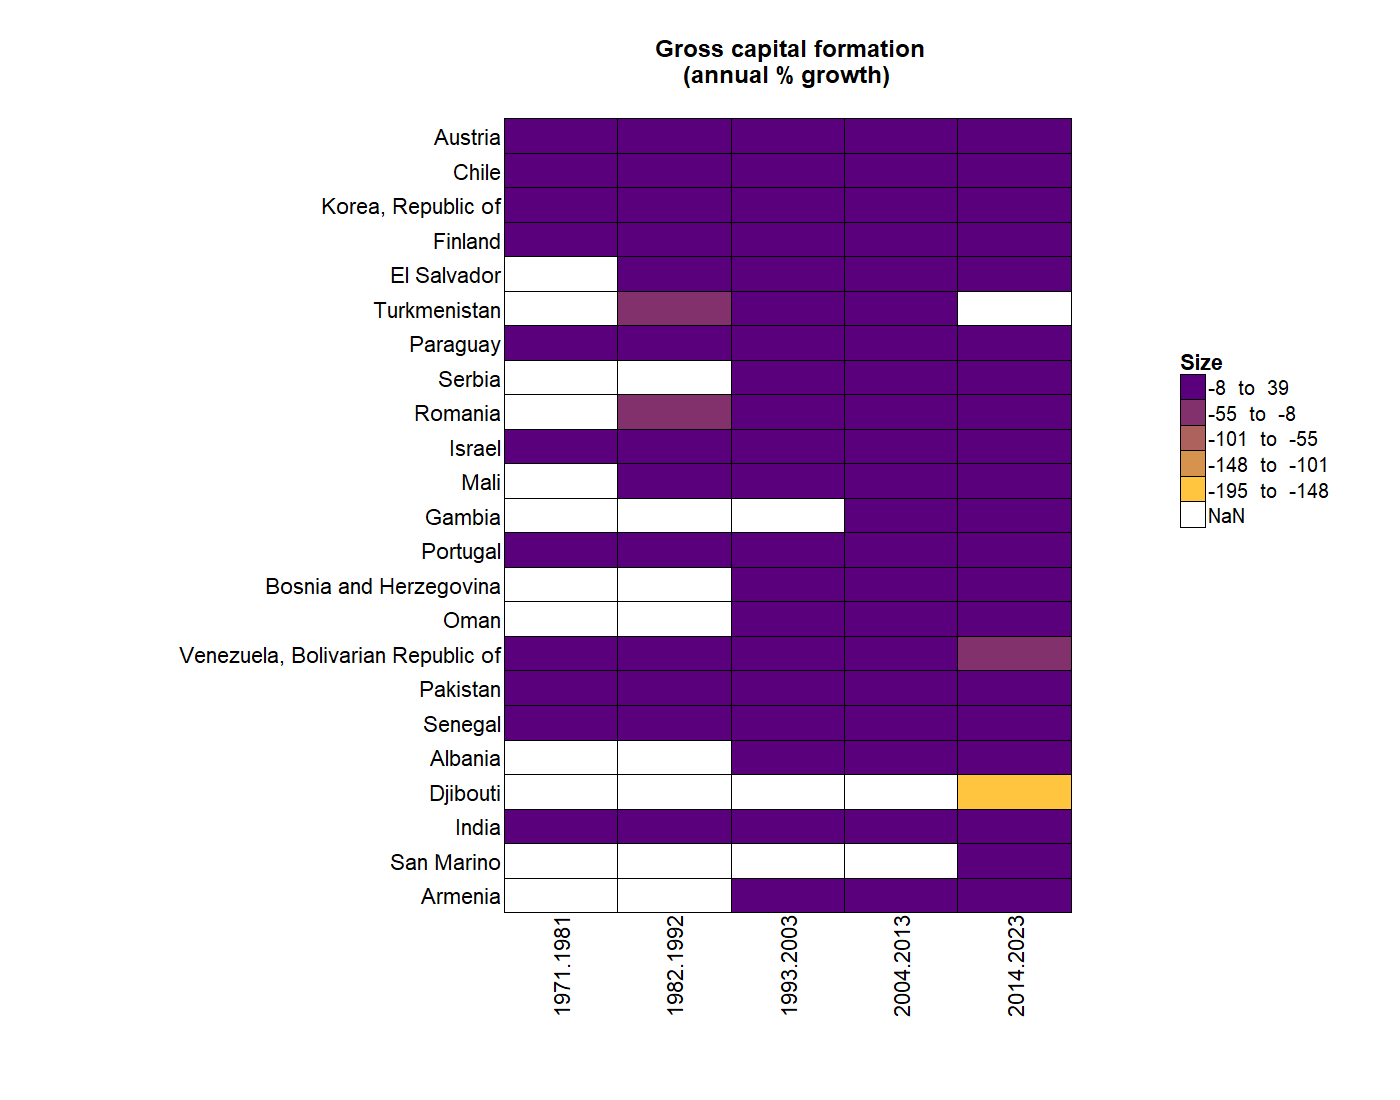 Gross capital formation
(annual % growth)
Austria
Chile
Korea, Republic of
Finland
El Salvador
Turkmenistan
Paraguay
Serbia
Romania
Israel
Mali
Gambia
Portugal
Bosnia and Herzegovina
Oman
Venezuela, Bolivarian Republic of
Pakistan
Senegal
Albania
Djibouti
India
San Marino
Armenia
1971.1981
1982.1992
1993.2003
2004.2013
2014.2023
Size
-8 to 39
-55 to -8
-101 to -55
-148 to -101
-195 to -148
NaN